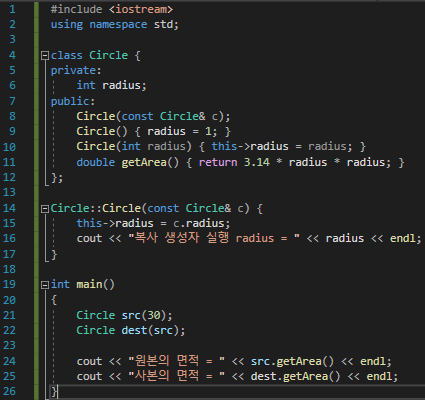 1 #include <iostream>
2 using namespace std;
3
4 class Circle {
5 private:
6 int radius;
7 public:
8 Circle(const Circle& c);
9 Circle() { radius = 1; }
10 Circle(int radius) { this->radius = radius; }
11 double getArea() { return 3.14 * radius * radius; }
12 };
13
14 Circle::Circle(const Circle& c) {
15 this->radius = c.radius;
16 cout << "복사 생성자 실행 radius = " << radius << endl;
17 }
18
19 int main()
20 {
21 Circle src(30);
22 Circle dest(src);
23
24 cout << "원본의 면적 = " << src.getArea() << endl;
25 cout << "사본의 면적 = " << dest.getArea() << endl;
26 }